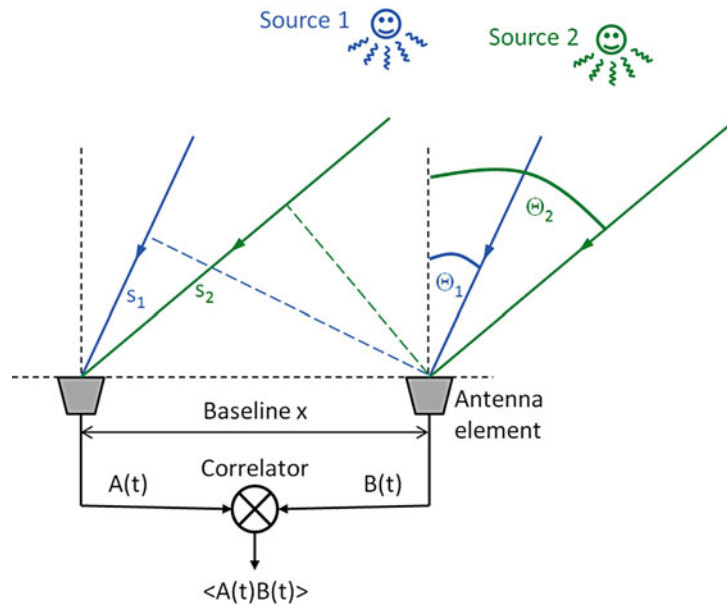 Source 1
Source 2
Θ2
Θ1
s1
s2
Baseline x
Antenna
element
Correlator
A(t)
B(t)
<A(t)B(t)>